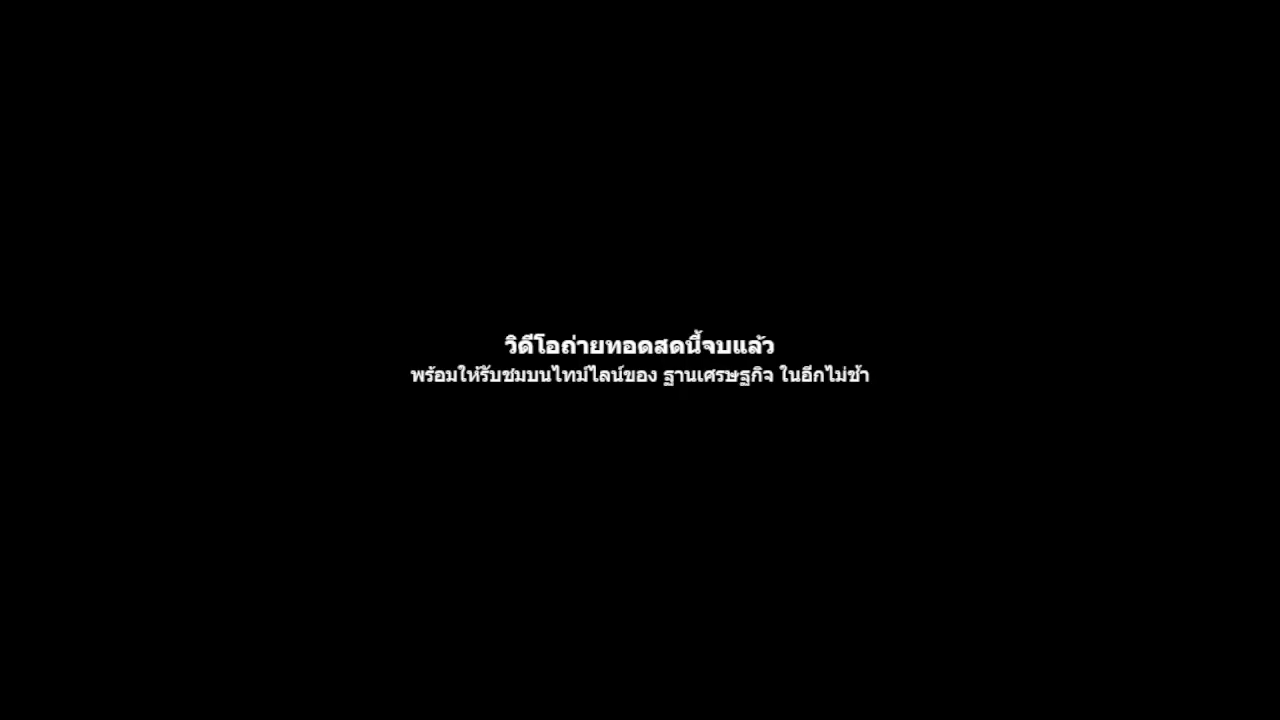 วิดีโอถ่ายทอดสดนี้จบแล้ว
พร้อมให้รับชมบนไทม์ไลน์ของ ฐานเศรษฐกิจ ในอีกไม่ช้า